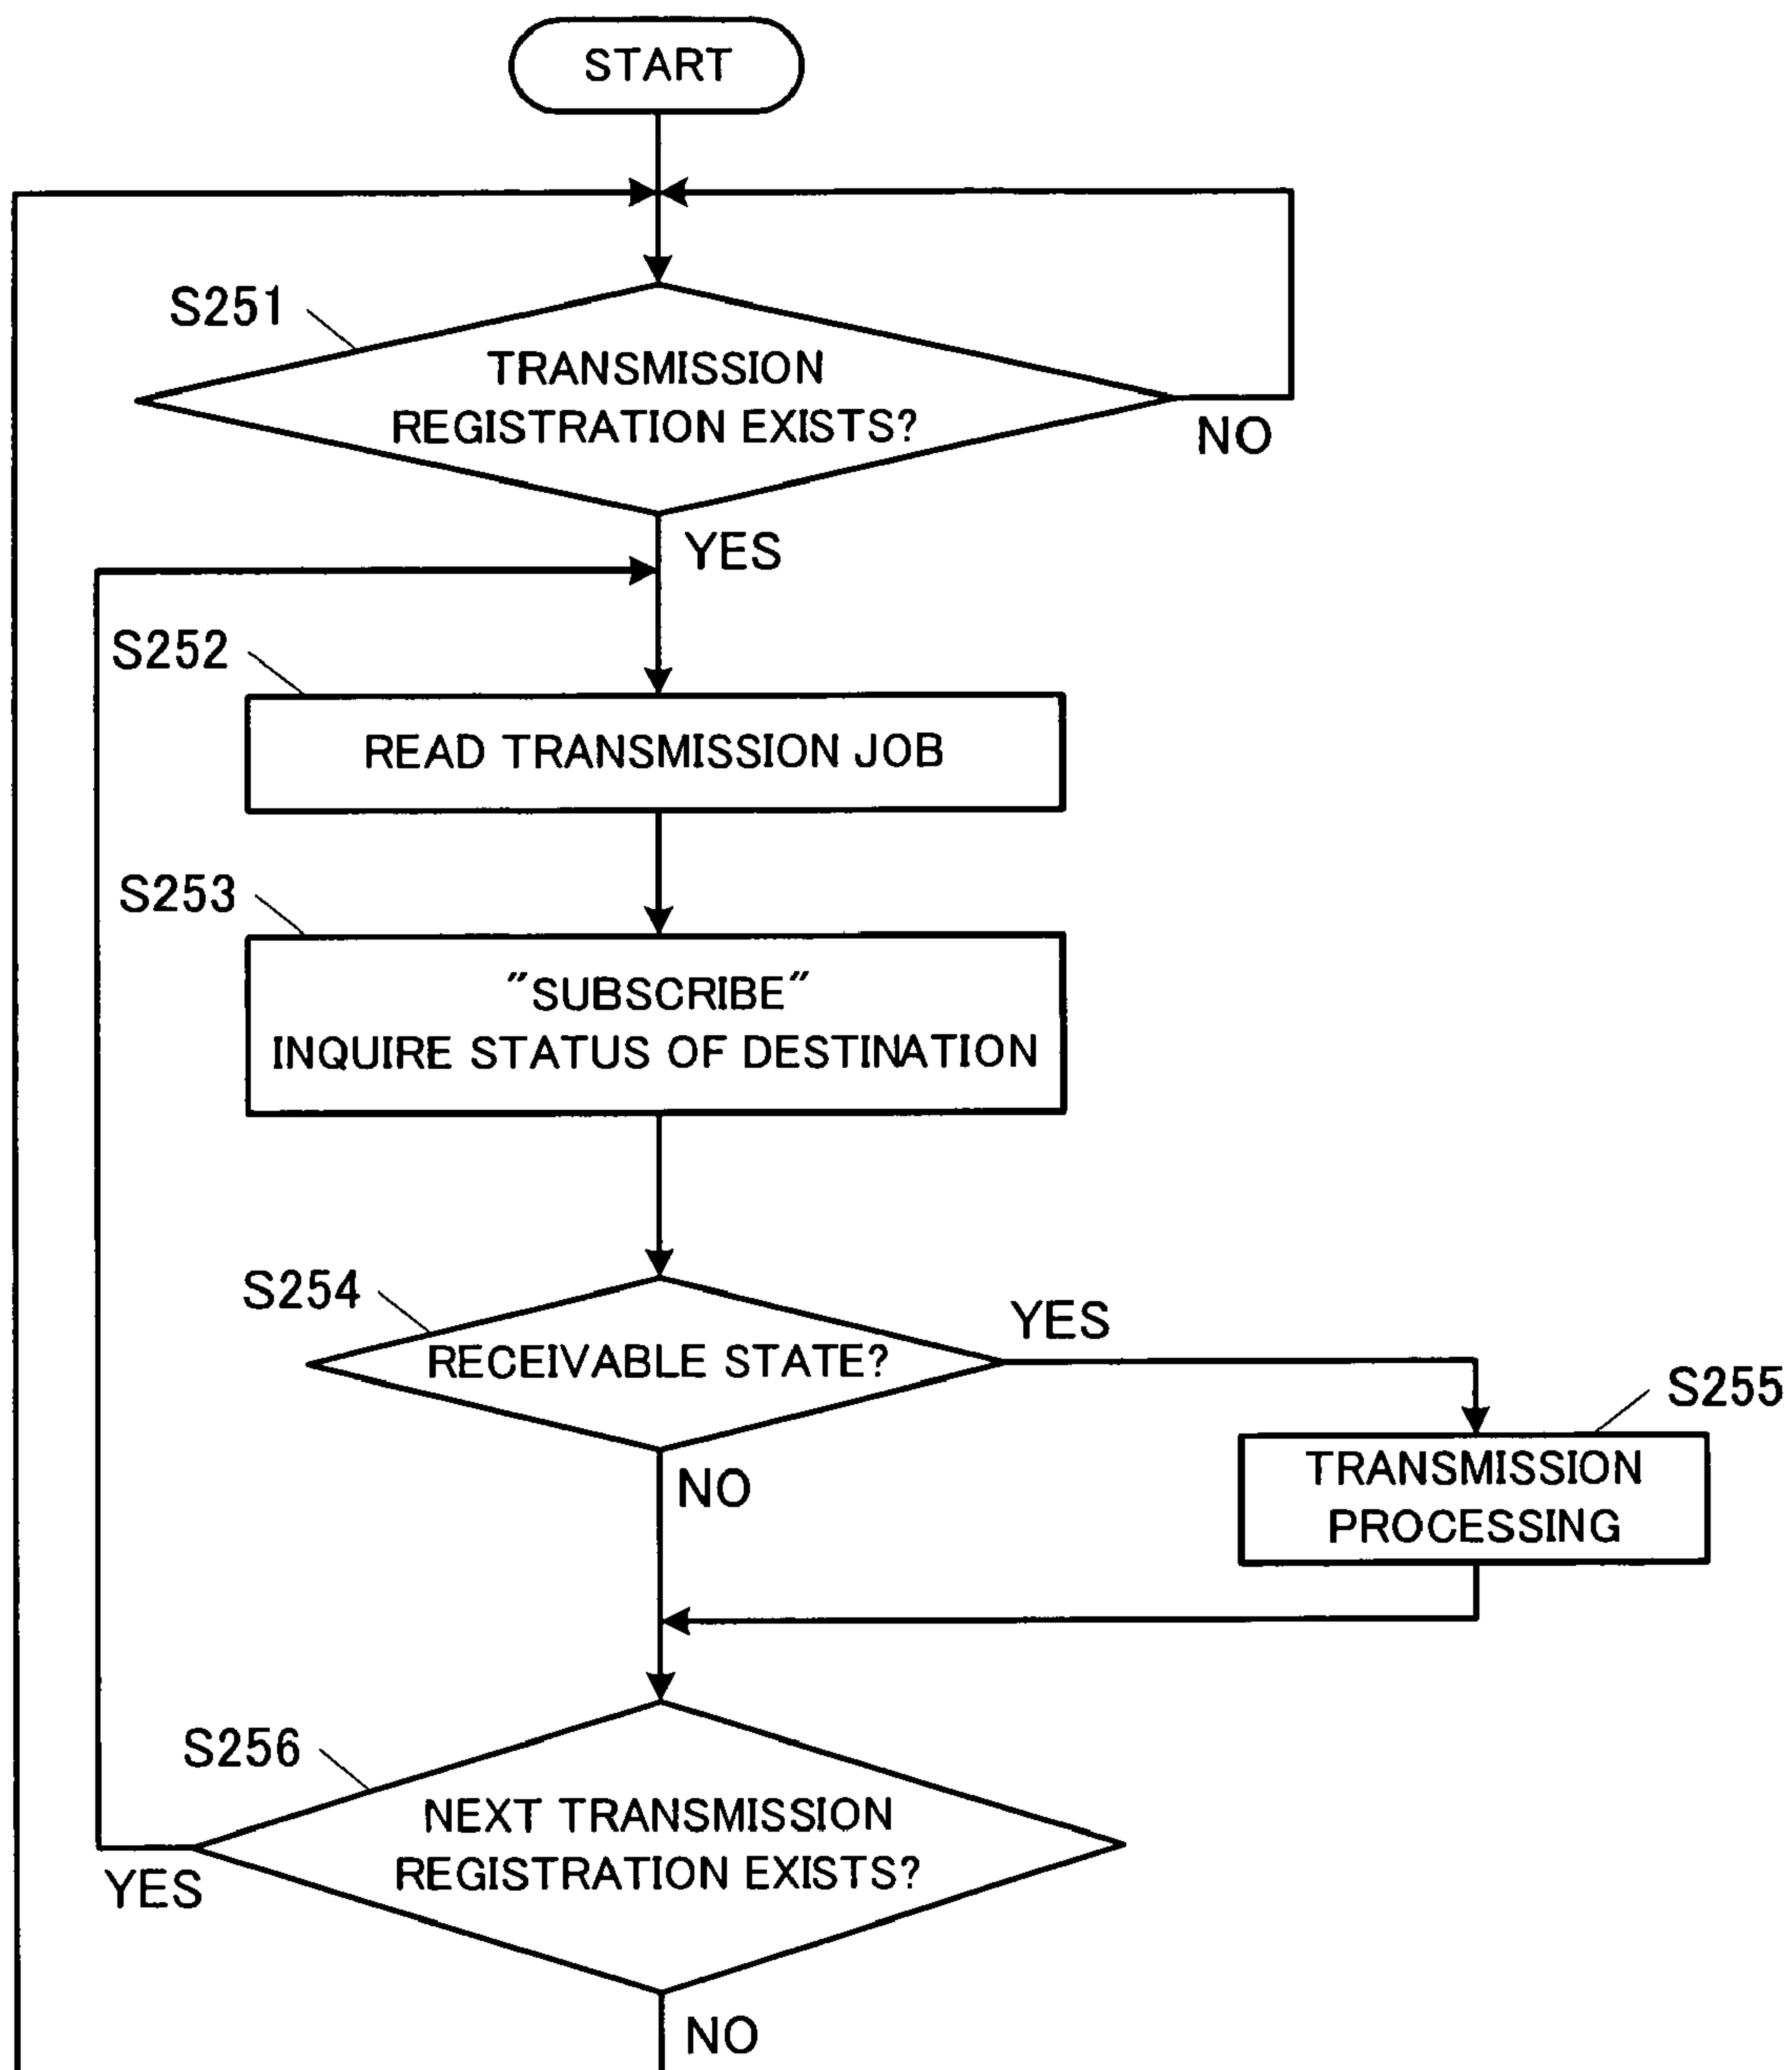 START
S251
TRANSMISSION
REGISTRATION EXISTS?
NO
YES
S252
READ TRANSMISSION JOB
S253
"SUBSCRIBE"
INQUIRE STATUS OF DESTINATION
S254
YES
RECEIVABLE STATE?
S255
NO
TRANSMISSION
PROCESSING
S256
NEXT TRANSMISSION
REGISTRATION EXISTS?
YES
NO